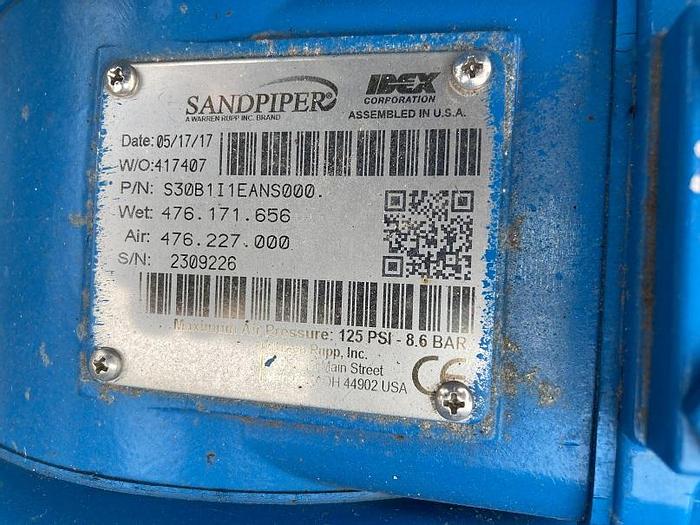 SANDPIPER®
A WARREN RUPP INC. BRAND
IDEX
CORPORATION
ASSEMBLED IN U.S.A.
Date: 05/17/17
W/O:417407
P/N: S30B1I1EANS000.
Wet: 476.171.656
Air: 476.227.000
S/N: 2309226
Maximum Air Pressure: 125 PSI - 8.6 BAR
Rupp, Inc.
Main Street
OH 44902 USA
CE